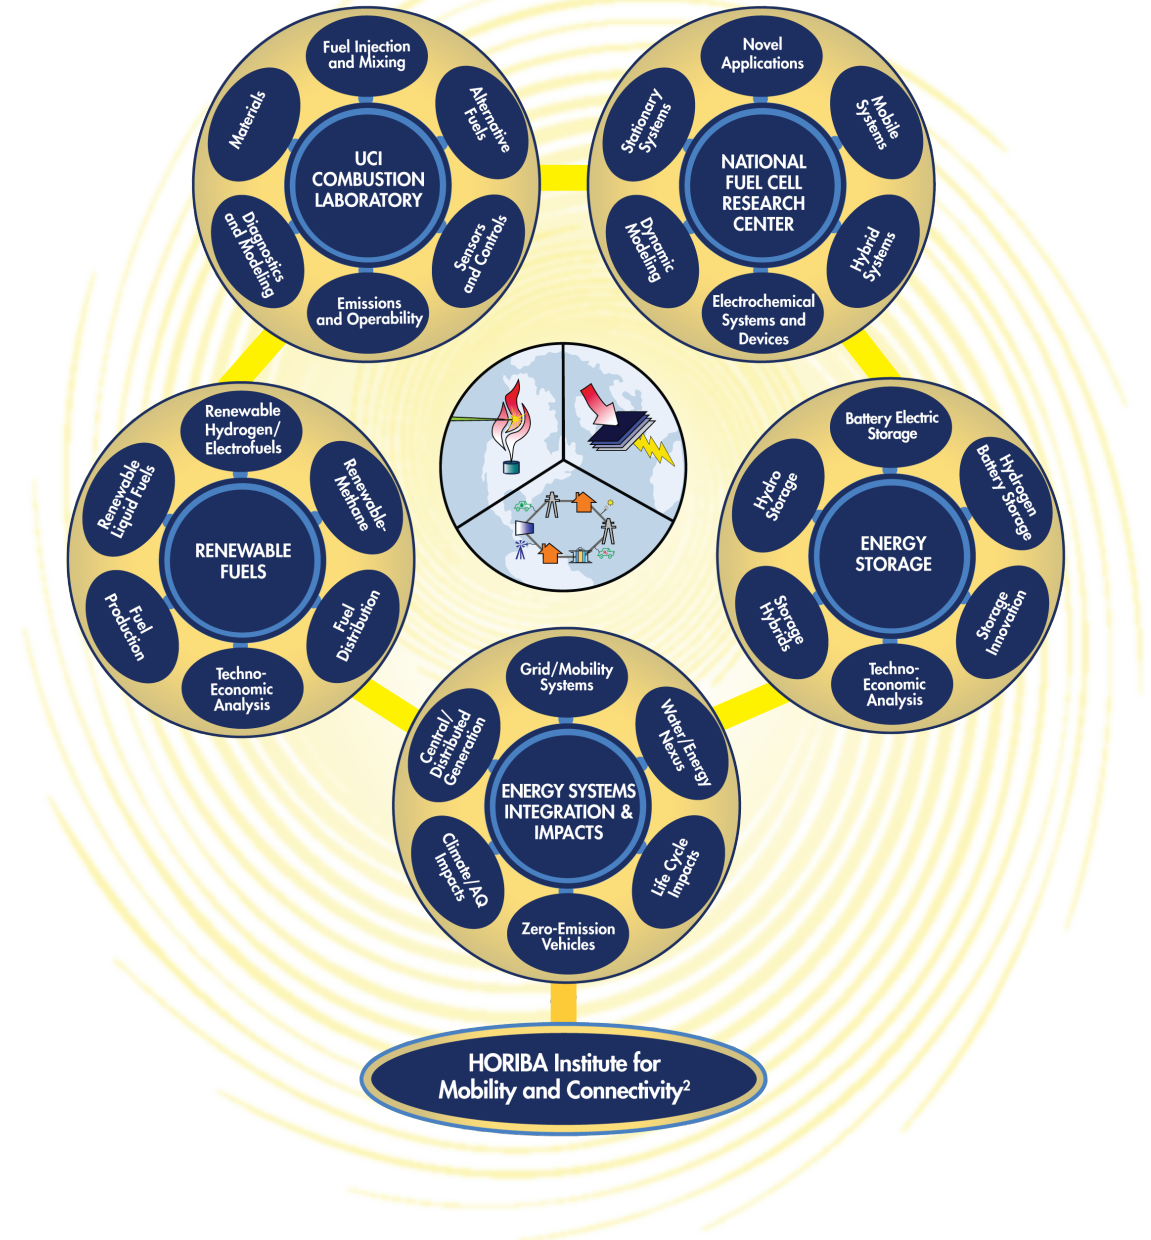 Fuel Injection
and Mixing
Alternative
Fuels
Sensors
and Controls
Emissions
and Operability
Diagnostics
and Modeling
Materials
UCI
COMBUSTION
LABORATORY
Novel
Applications
Mobile
Systems
Hybrid
Systems
Electrochemical
Systems and
Devices
Dynamic
Modeling
Stationary
Systems
NATIONAL
FUEL CELL
RESEARCH
CENTER
Renewable
Hydrogen/
Electrofuels
Renewable-
Methane
Fuel
Distribution
Techno-
Economic
Analysis
Fuel
Production
Renewable
Liquid Fuels
RENEWABLE
FUELS
Battery Electric
Storage
Hydrogen
Battery Storage
Storage
Innovation
Techno-
Economic
Analysis
Storage
Hybrids
Hydro
Storage
ENERGY
STORAGE
Grid/Mobility
Systems
Water/Energy
Nexus
Life Cycle
Impacts
Zero-Emission
Vehicles
Climate/AQ
Impacts
Central/
Distributed
Generation
ENERGY SYSTEMS
INTEGRATION &
IMPACTS
HORIBA Institute for
Mobility and Connectivity²